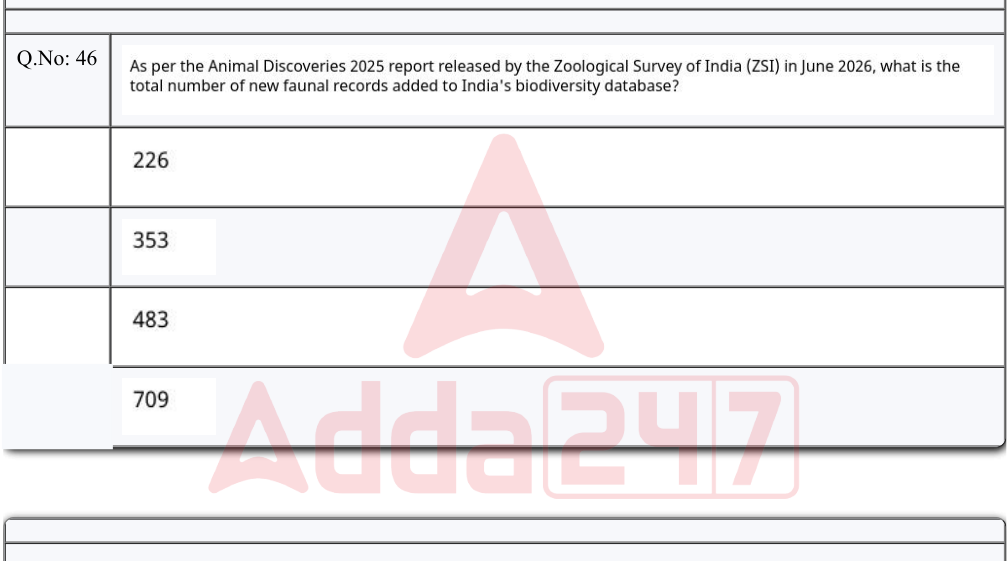 Q.No: 46
As per the Animal Discoveries 2025 report released by the Zoological Survey of India (ZSI) in June 2026, what is the
total number of new faunal records added to India's biodiversity database?
226
353
483
709
Adda247